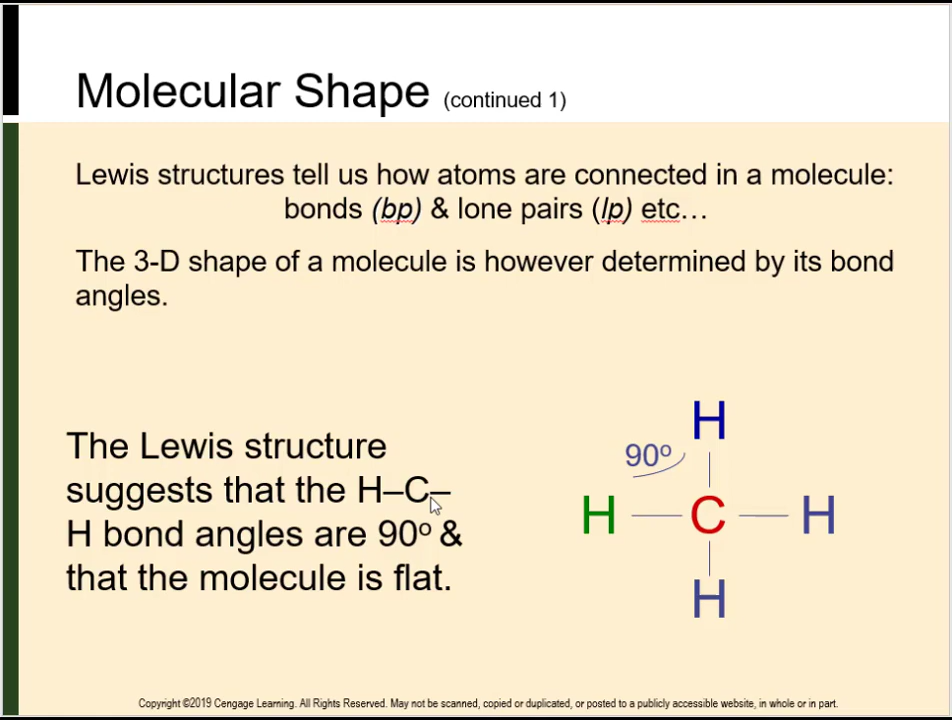 Molecular Shape (continued 1)
Lewis structures tell us how atoms are connected in a molecule:
bonds (bp) & lone pairs (lp) etc…
The 3-D shape of a molecule is however determined by its bond
angles.
The Lewis structure
suggests that the H–C–
H bond angles are 90º &
that the molecule is flat.
H
90º
H C H
H
Copyright ©2019 Cengage Learning. All Rights Reserved. May not be scanned, copied or duplicated, or posted to a publicly accessible website, in whole or in part.